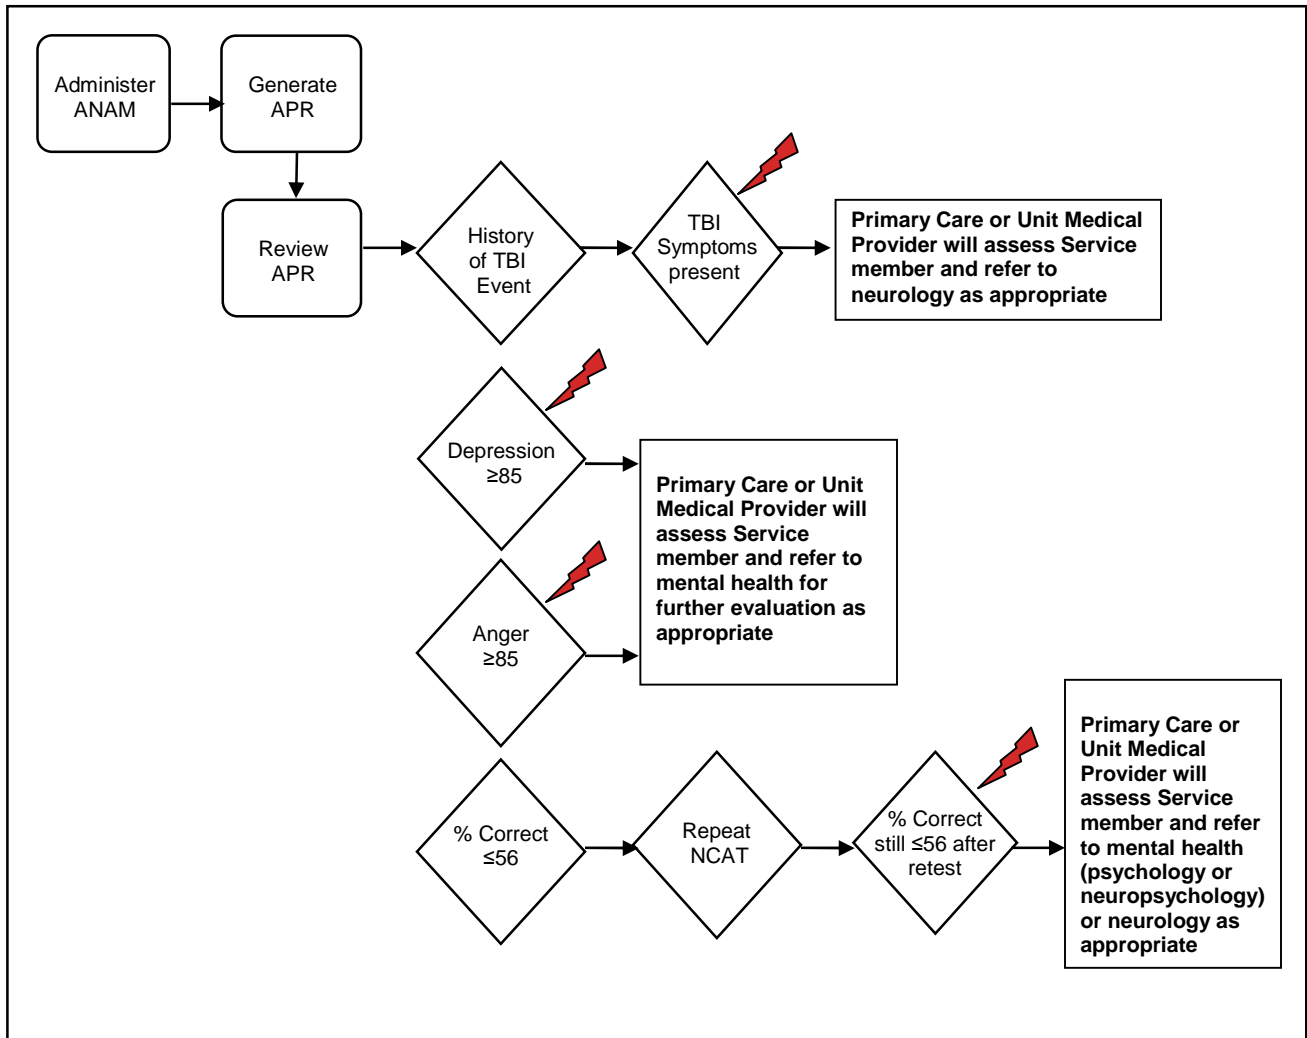 Administer
ANAM
Generate
APR
Review
APR
History
of TBI
Event
TBI
Symptoms
present
Primary Care or Unit Medical
Provider will assess Service
member and refer to
neurology as appropriate
Depression
≥85
Anger
≥85
Primary Care or Unit
Medical Provider will
assess Service
member and refer to
mental health for
further evaluation as
appropriate
% Correct
≤56
Repeat
NCAT
% Correct
still ≤56 after
retest
Primary Care or
Unit Medical
Provider will
assess Service
member and refer
to mental health
(psychology or
neuropsychology)
or neurology as
appropriate